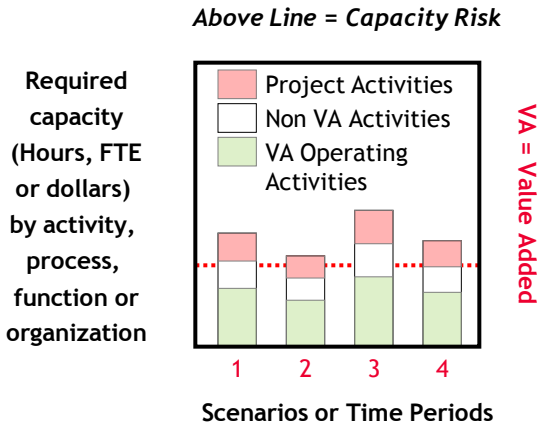 Above Line = Capacity Risk
Required
capacity
(Hours, FTE
or dollars)
by activity,
process,
function or
organization
Project Activities
Non VA Activities
VA Operating
Activities
VA = Value Added
1 2 3 4
Scenarios or Time Periods